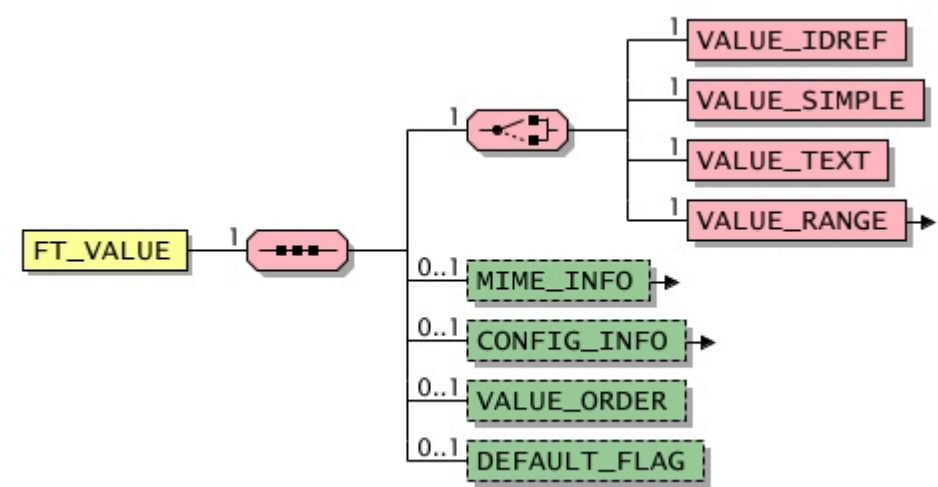 1 VALUE_IDREF
1 VALUE_SIMPLE
1 1 VALUE_TEXT
1 VALUE_RANGE
FT_VALUE 1
0..1 MIME_INFO
0..1 CONFIG_INFO
0..1 VALUE_ORDER
0..1 DEFAULT_FLAG